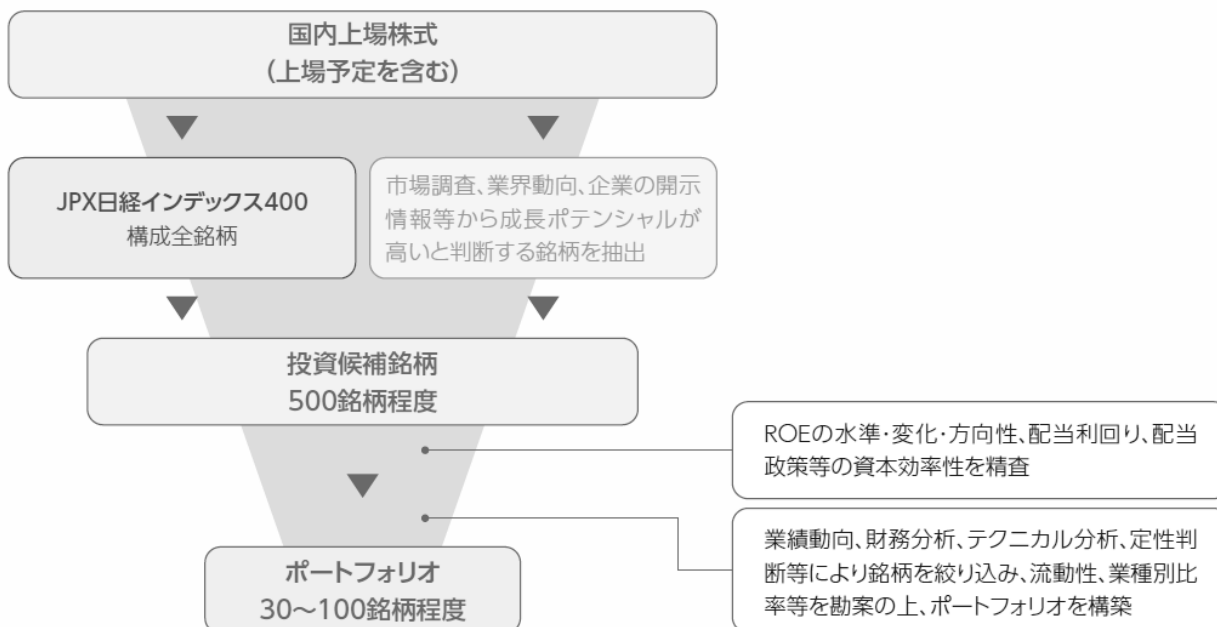 国内上場株式
(上場予定を含む)
JPX日経インデックス400
構成全銘柄
市場調査、業界動向、企業の開示
情報等から成長ポテンシャルが
高いと判断する銘柄を抽出
投資候補銘柄
500銘柄程度
ROEの水準・変化・方向性、配当利回り、配当
政策等の資本効率性を精査
業績動向、財務分析、テクニカル分析、定性判
断等により銘柄を絞り込み、流動性、業種別比
率等を勘案の上、ポートフォリオを構築
ポートフォリオ
30～100銘柄程度